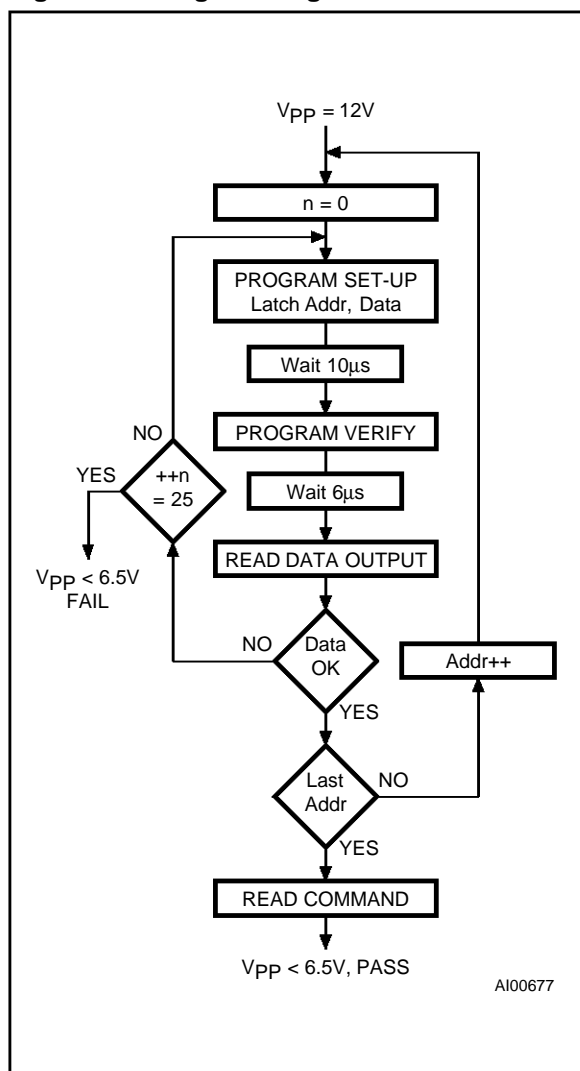 VPP = 12V
n = 0
PROGRAM SET-UP
Latch Addr, Data
Wait 10μs
NO
PROGRAM VERIFY
YES
++n
= 25
Wait 6μs
READ DATA OUTPUT
VPP < 6.5V
FAIL
NO
Data
OK
Addr++
YES
Last
Addr
NO
YES
READ COMMAND
VPP < 6.5V, PASS
AI00677